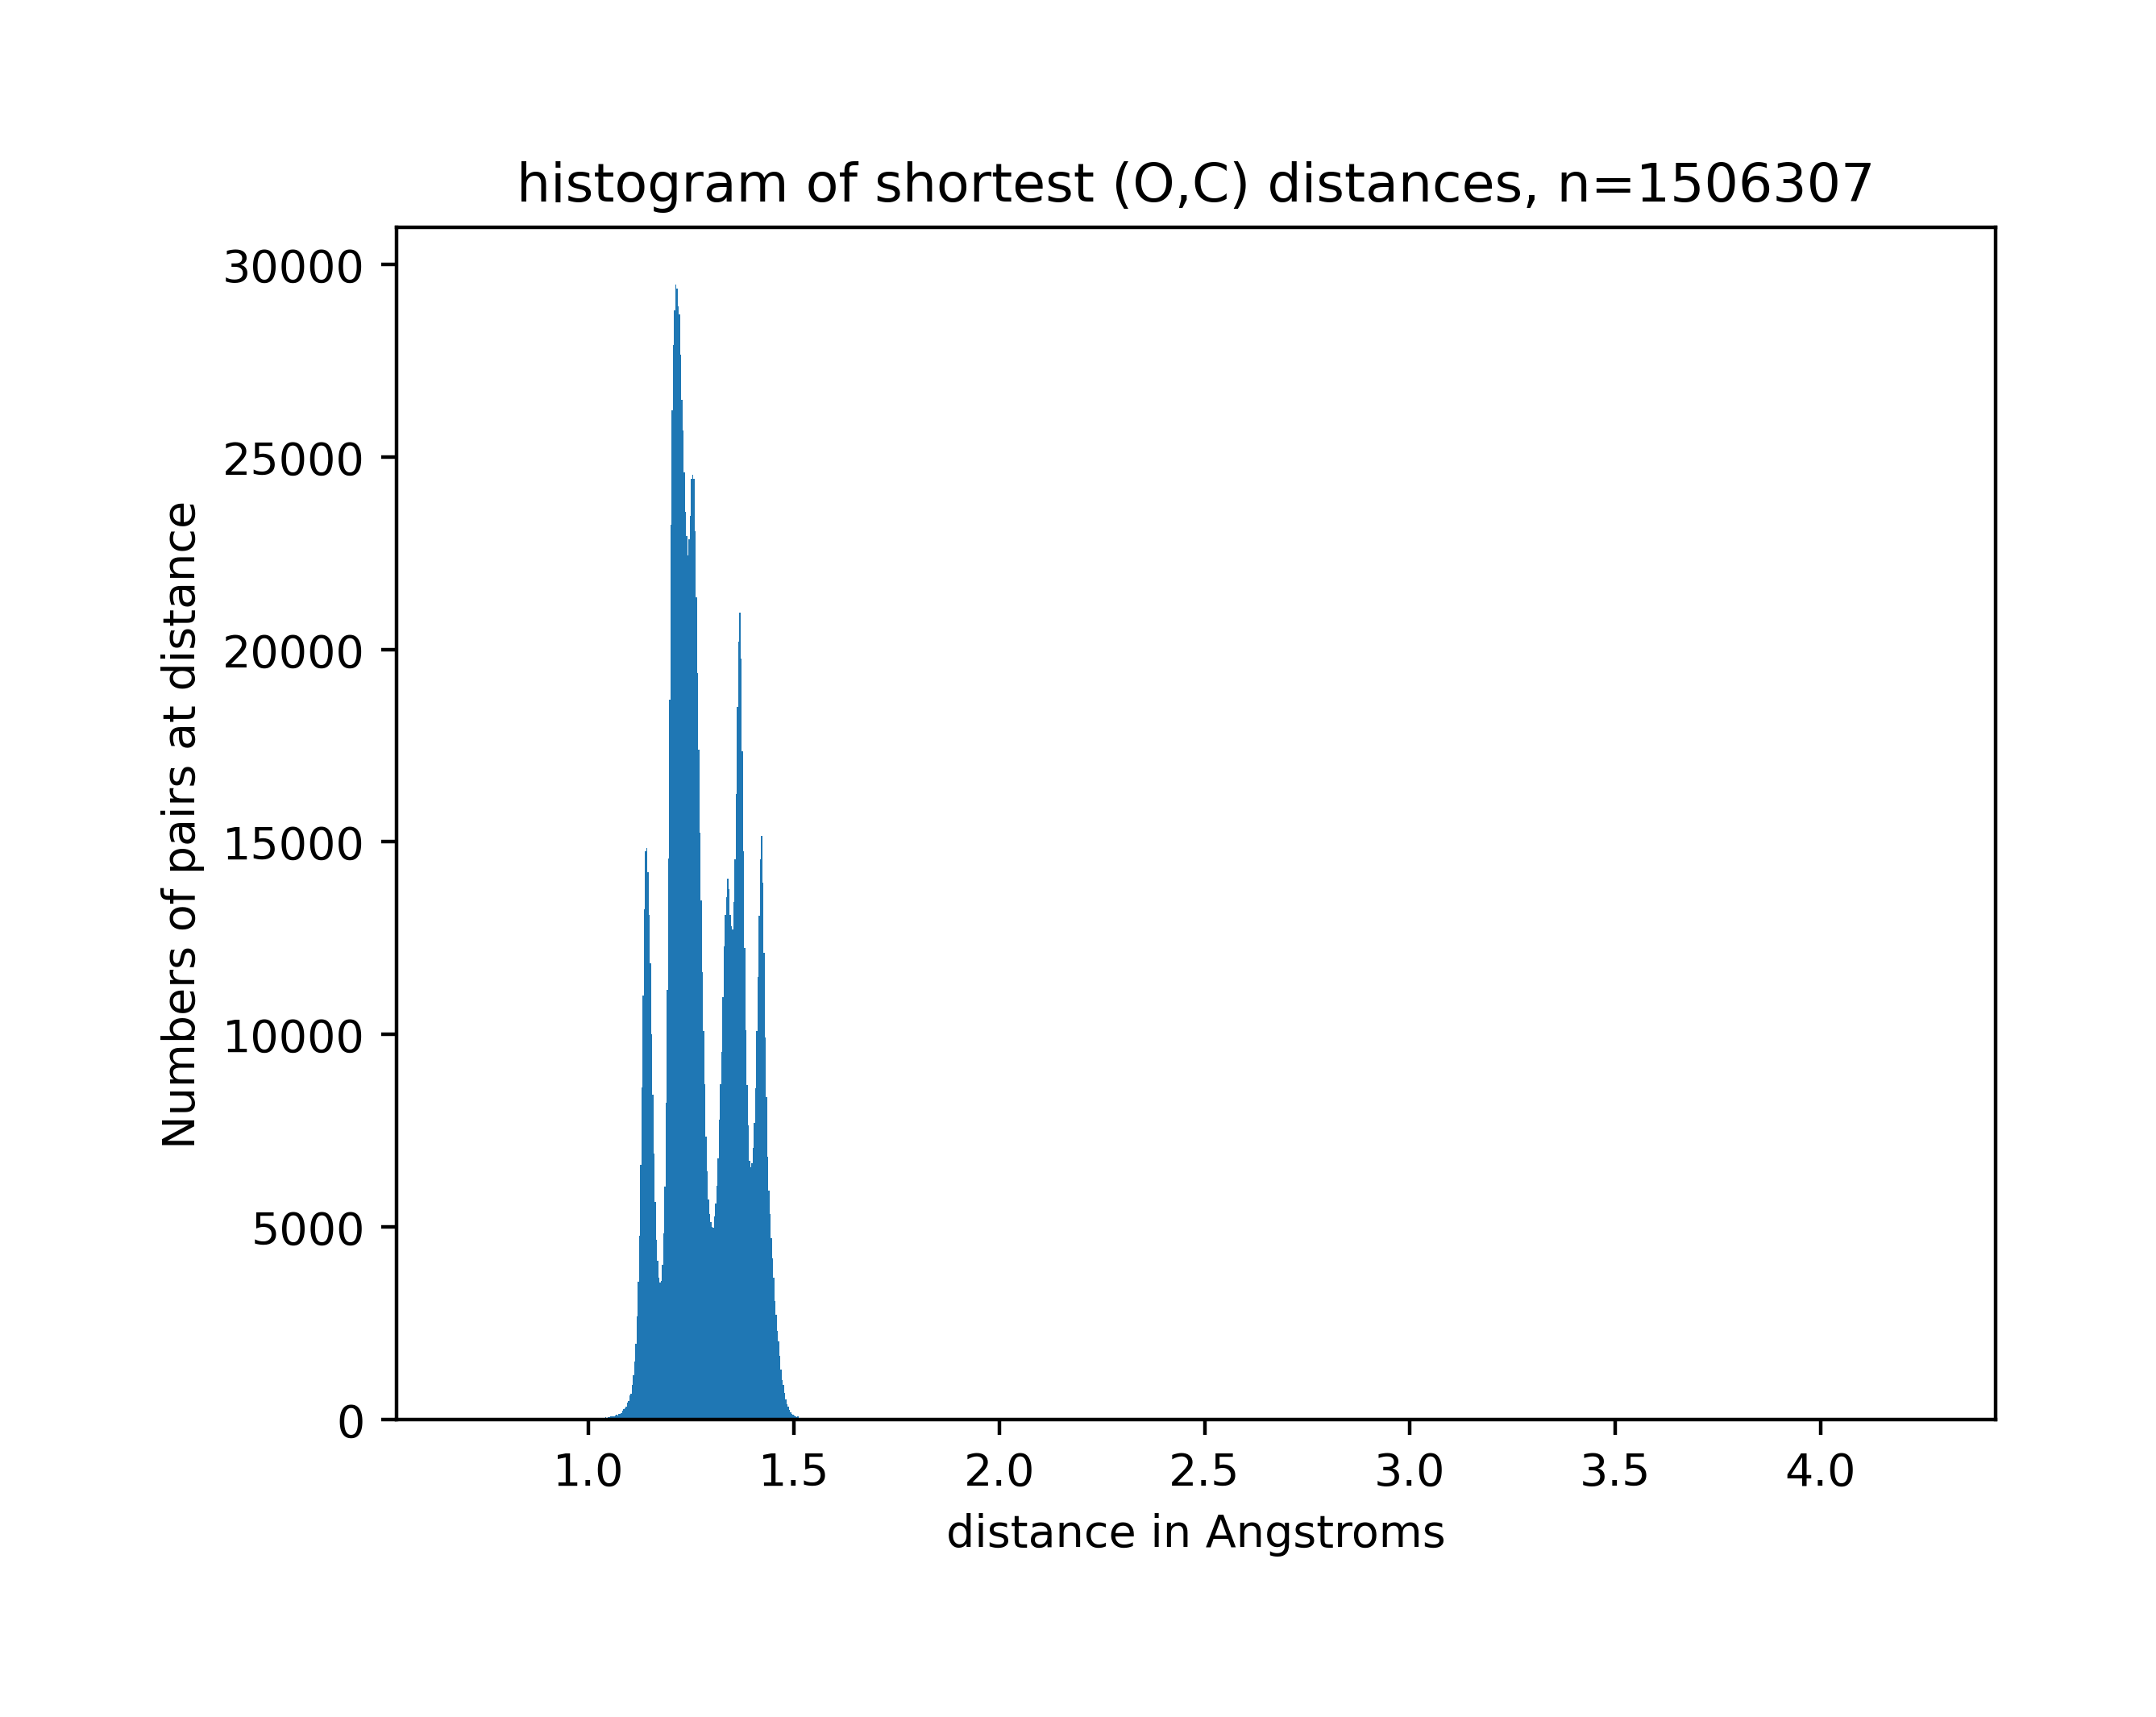 histogram of shortest (O,C) distances, n=1506307
30000
25000
20000
15000
10000
5000
0
Numbers of pairs at distance
1.0 1.5 2.0 2.5 3.0 3.5 4.0
distance in Angstroms